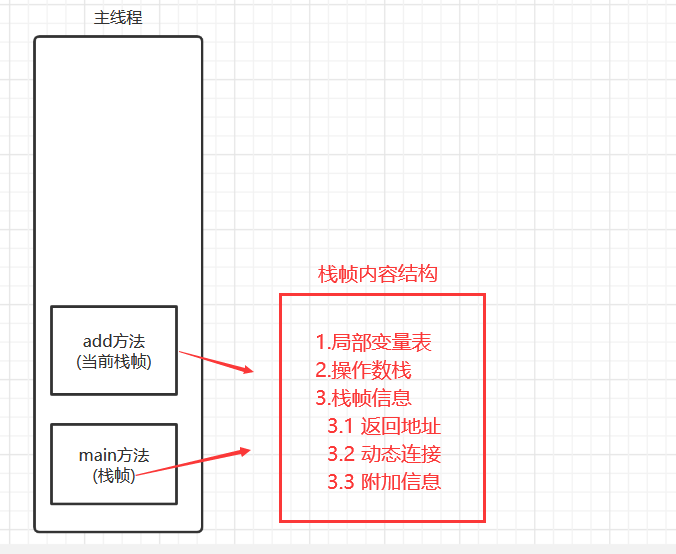 主线程
栈帧内容结构
add方法
(当前栈帧)
main方法
(栈帧)
1.局部变量表
2.操作数栈
3.栈帧信息
3.1 返回地址
3.2 动态连接
3.3 附加信息